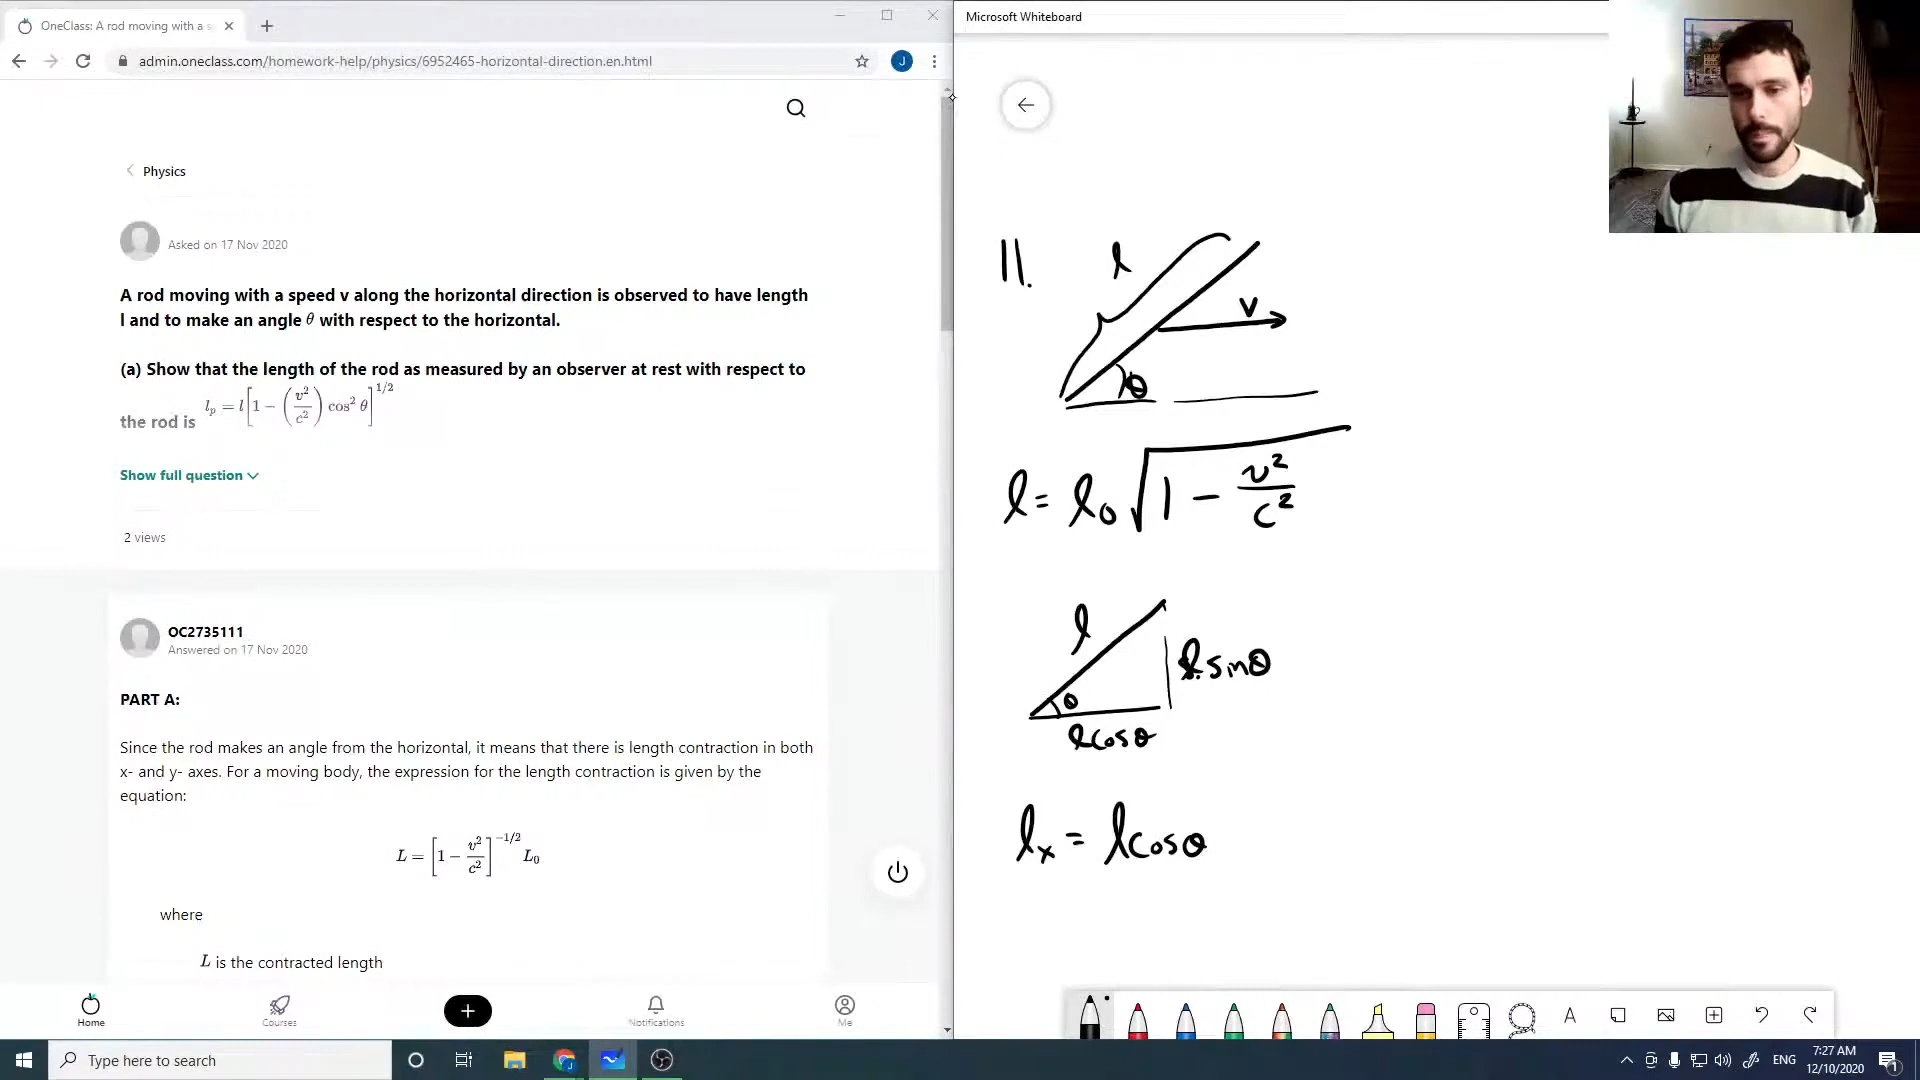 OneClass: A rod moving with a s
admin.oneclass.com/homework-help/physics/6952465-horizontal-direction.en.html
J
Physics
Asked on 17 Nov 2020
A rod moving with a speed v along the horizontal direction is observed to have length
l and to make an angle θ with respect to the horizontal.
(a) Show that the length of the rod as measured by an observer at rest with respect to
the rod is l_p = l[1 − (v²/c²) cos² θ]^{1/2}
Show full question
2 views
OC2735111
Answered on 17 Nov 2020
PART A:
Since the rod makes an angle from the horizontal, it means that there is length contraction in both
x- and y- axes. For a moving body, the expression for the length contraction is given by the
equation:
L = [1 − v²/c²]^{−1/2} L₀
where
L is the contracted length
Home
Courses
Notifications
Me
Microsoft Whiteboard
11.
l
v
θ
l = l₀ √(1 − v²/c²)
l
l sinθ
θ
l cosθ
l_x = l cosθ
A
Type here to search
ENG
7:27 AM
12/10/2020
1